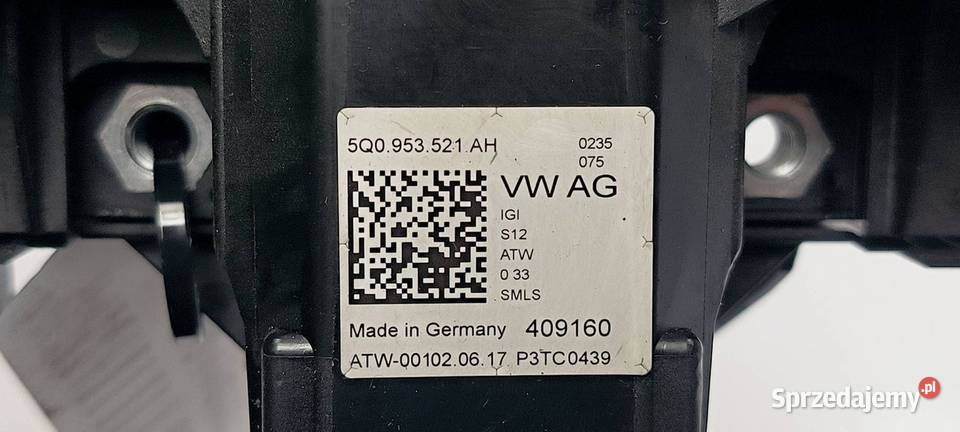 5Q0.953.521.AH
0235
075
VW AG
IGI
S12
ATW
0 33
SMLS
Made in Germany 409160
ATW-00102.06.17 P3TC0439
Sprzedajemy.pl